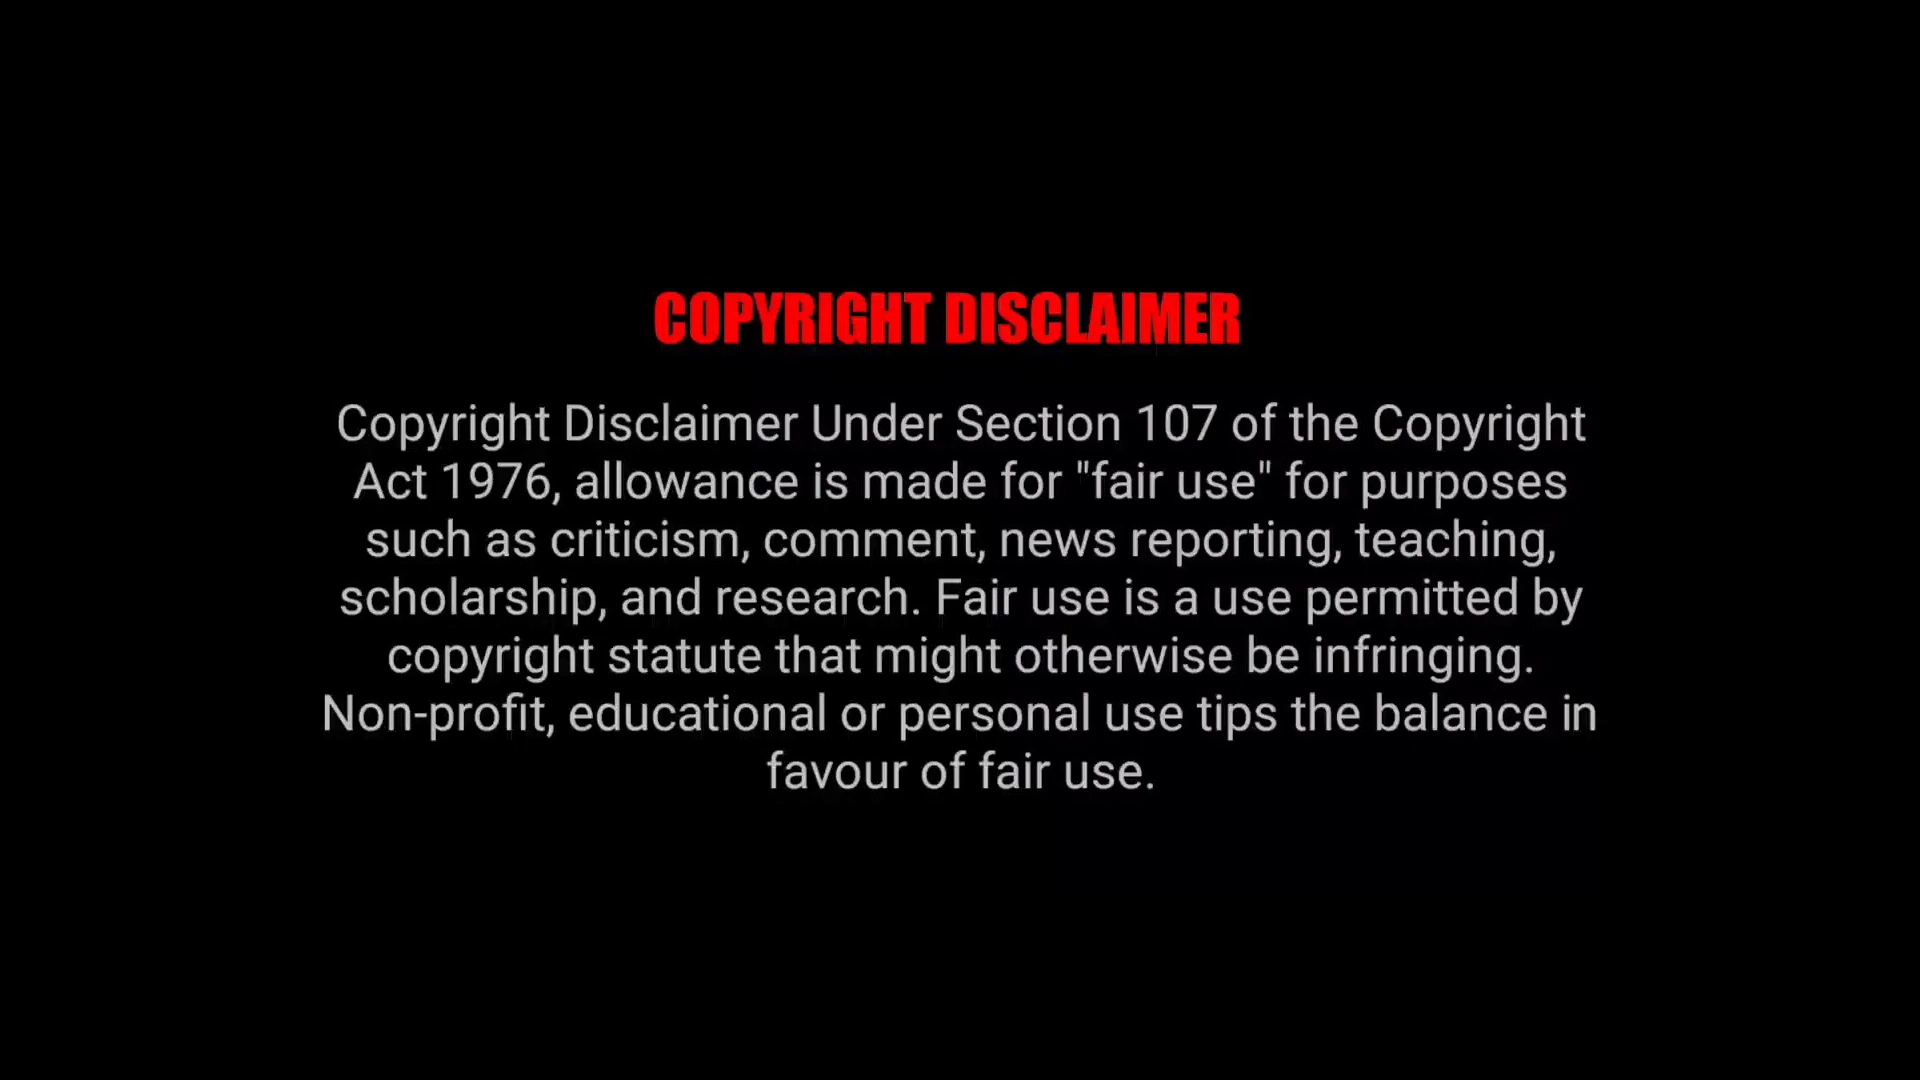 COPYRIGHT DISCLAIMER
Copyright Disclaimer Under Section 107 of the Copyright
Act 1976, allowance is made for "fair use" for purposes
such as criticism, comment, news reporting, teaching,
scholarship, and research. Fair use is a use permitted by
copyright statute that might otherwise be infringing.
Non-profit, educational or personal use tips the balance in
favour of fair use.